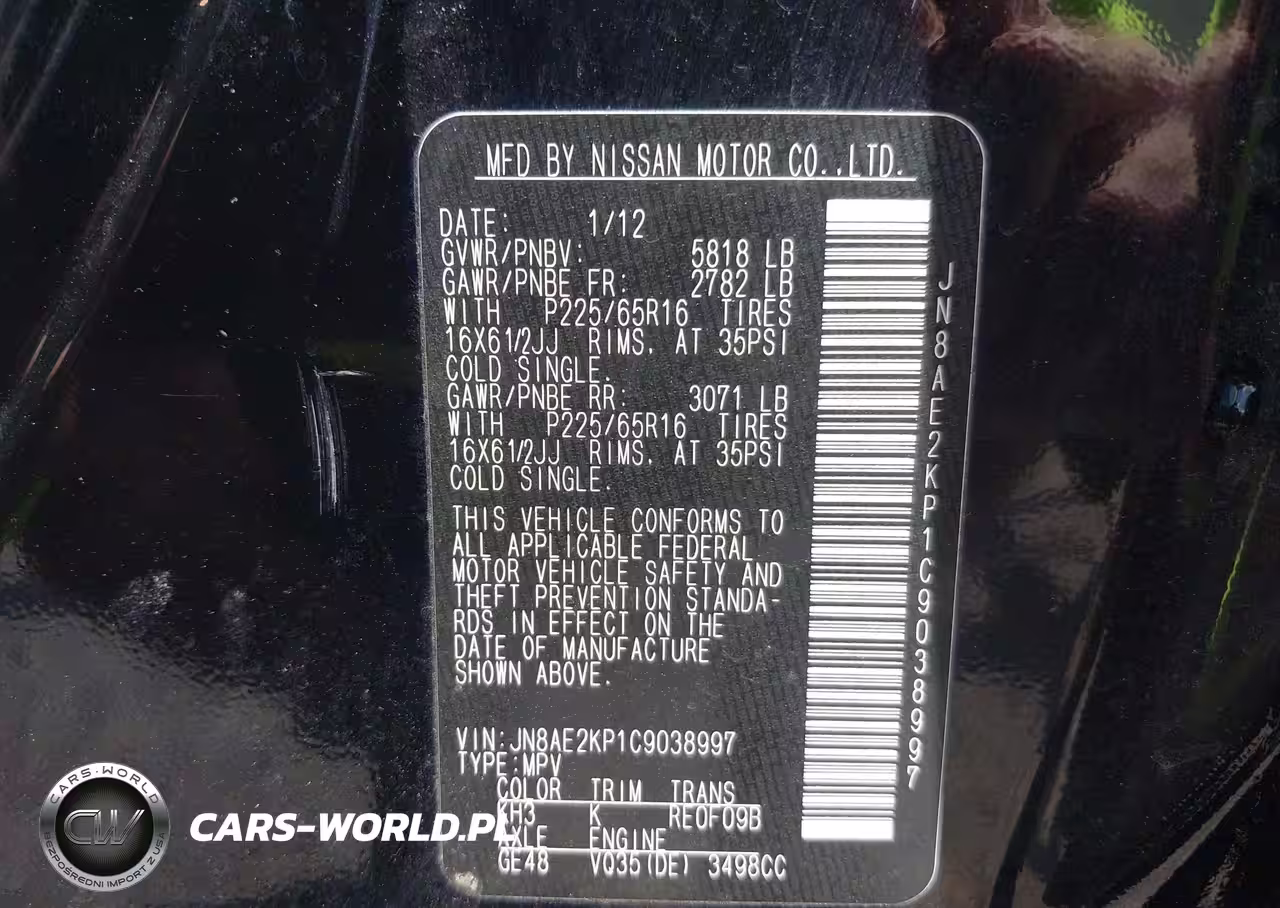 MFD BY NISSAN MOTOR CO.,LTD.
DATE: 1/12
GVWR/PNBV: 5818 LB
GAWR/PNBE FR: 2782 LB
WITH P225/65R16 TIRES
16X61/2JJ RIMS. AT 35PSI
COLD SINGLE.
GAWR/PNBE RR: 3071 LB
WITH P225/65R16 TIRES
16X61/2JJ RIMS. AT 35PSI
COLD SINGLE.
THIS VEHICLE CONFORMS TO
ALL APPLICABLE FEDERAL
MOTOR VEHICLE SAFETY AND
THEFT PREVENTION STANDA-
RDS IN EFFECT ON THE
DATE OF MANUFACTURE
SHOWN ABOVE.
VIN:JN8AE2KP1C9038997
TYPE:MPV
COLOR TRIM TRANS
KH3 K RE0F09B
AXLE ENGINE
GE48 VQ35(DE) 3498CC
JN8AE2KP1C9038997
CARS-WORLD
CW
BEZPOŚREDNI IMPORT Z USA
CARS-WORLD.PL